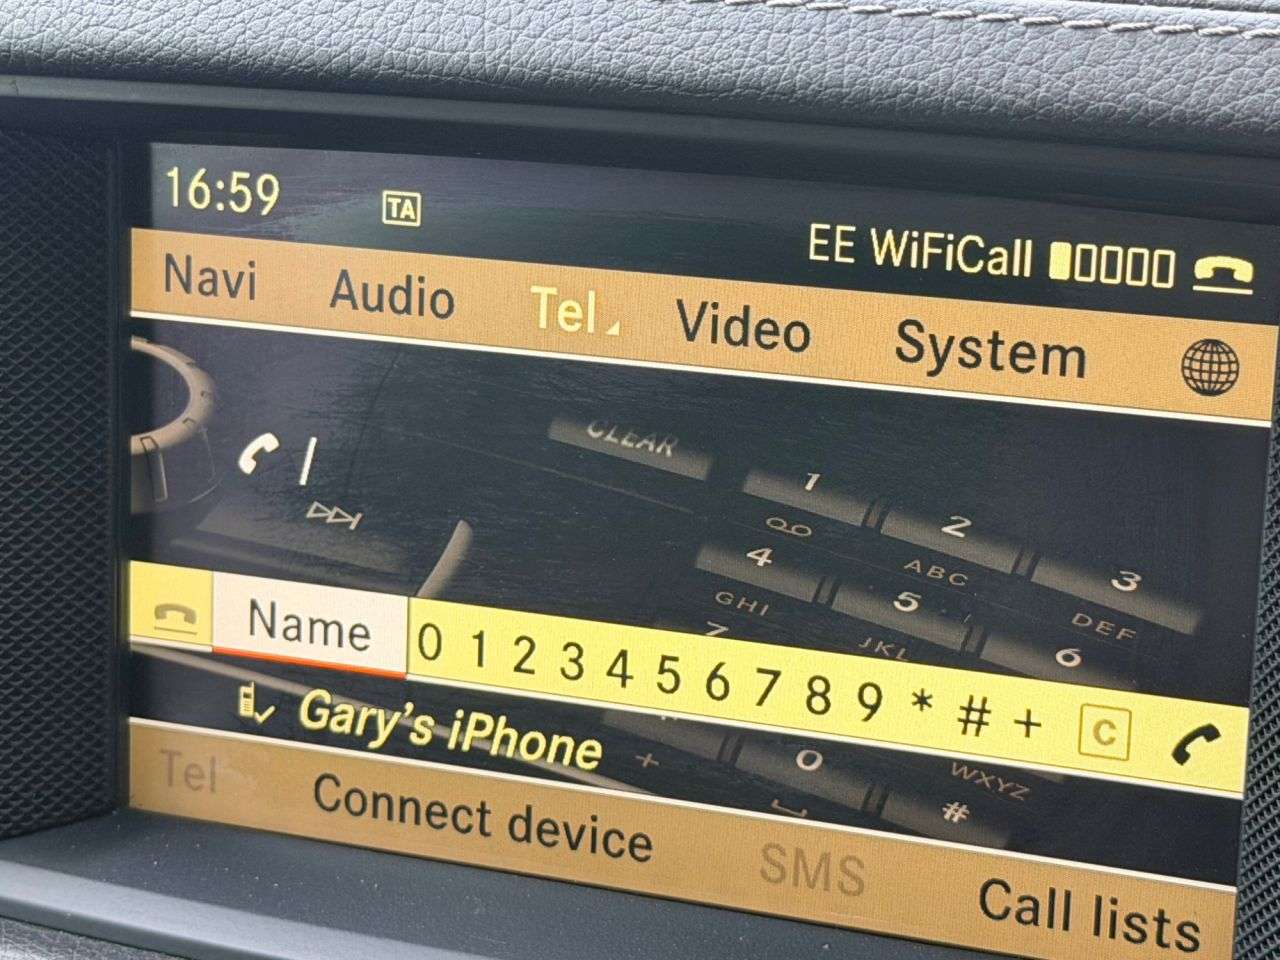 16:59 TA EE WiFiCall
Navi Audio Tel Video System
CLEAR
1 2 3
ABC DEF
4 5 6
GHI JKL
7
Name 0 1 2 3 4 5 6 7 8 9 * # + C
Gary's iPhone
+ 0 WXYZ
#
Tel Connect device SMS Call lists